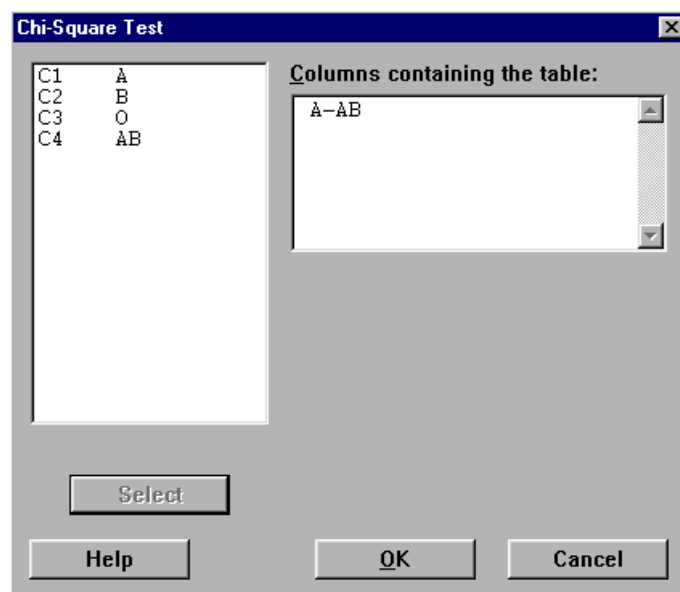 Chi-Square Test
C1 A
C2 B
C3 O
C4 AB
Columns containing the table:
A-AB
Select
Help
OK
Cancel